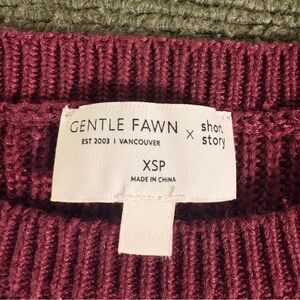 GENTLE FAWN × short story
EST 2003 | VANCOUVER
XSP
MADE IN CHINA